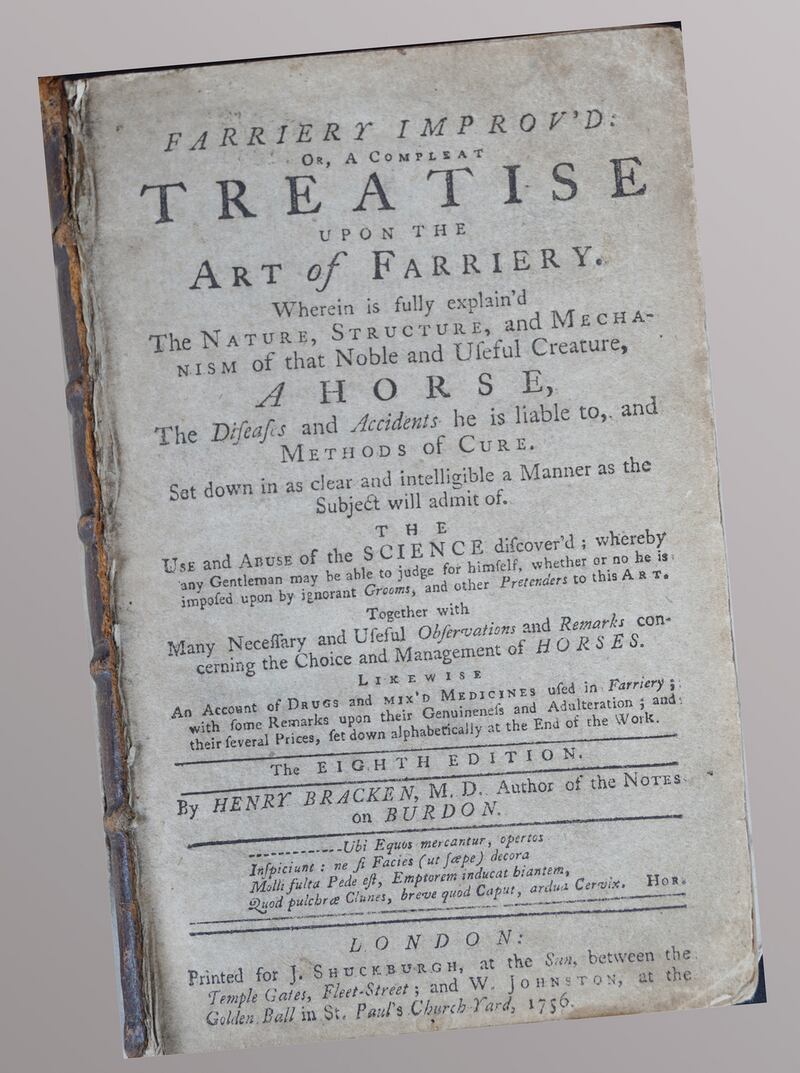 FARRIERY IMPROV'D:
OR, A COMPLEAT
TREATISE
UPON THE
ART of FARRIERY.
Wherein is fully explain'd
The NATURE, STRUCTURE, and MECHA-
NISM of that Noble and Uſeful Creature,
A HORSE,
The Diſeaſes and Accidents he is liable to, and
METHODS of CURE.
Set down in as clear and intelligible a Manner as the
Subject will admit of.
THE
USE and ABUSE of the SCIENCE diſcover'd; whereby
any Gentleman may be able to judge for himſelf, whether or no he is
impoſed upon by ignorant Grooms, and other Pretenders to this ART.
Together with
Many Neceſſary and Uſeful Obſervations and Remarks con-
cerning the Choice and Management of HORSES.
LIKEWISE
An Account of DRUGS and MIX'D MEDICINES uſed in Farriery;
with ſome Remarks upon their Genuineneſs and Adulteration; and
their ſeveral Prices, ſet down alphabetically at the End of the Work.
The EIGHTH EDITION.
By HENRY BRACKEN, M. D. Author of the NOTES
on BURDON.
------------Ubi Equos mercantur, opertos
Inſpiciunt: ne ſi Facies (ut ſæpe) decora
Molli fulta Pede eſt, Emptorem inducat biantem,
Quod pulchræ Clunes, breve quod Caput, ardua Cervix. HOR.
LONDON:
Printed for J. SHUCKBURGH, at the Sun, between the
Temple Gates, Fleet-Street; and W. JOHNSTON, at the
Golden Ball in St. Paul's Church-Yard, 1756.